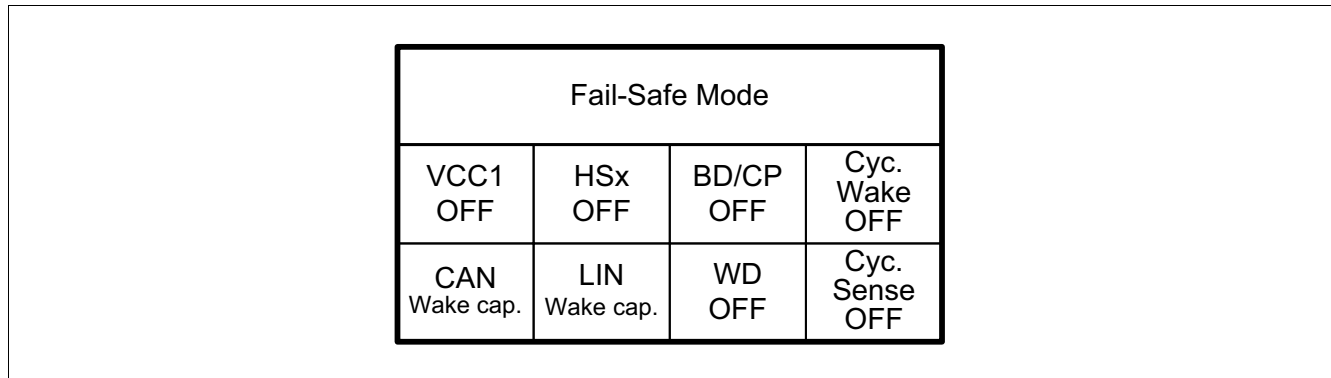 Fail-Safe Mode
VCC1
OFF
HSx
OFF
BD/CP
OFF
Cyc.
Wake
OFF
CAN
Wake cap.
LIN
Wake cap.
WD
OFF
Cyc.
Sense
OFF